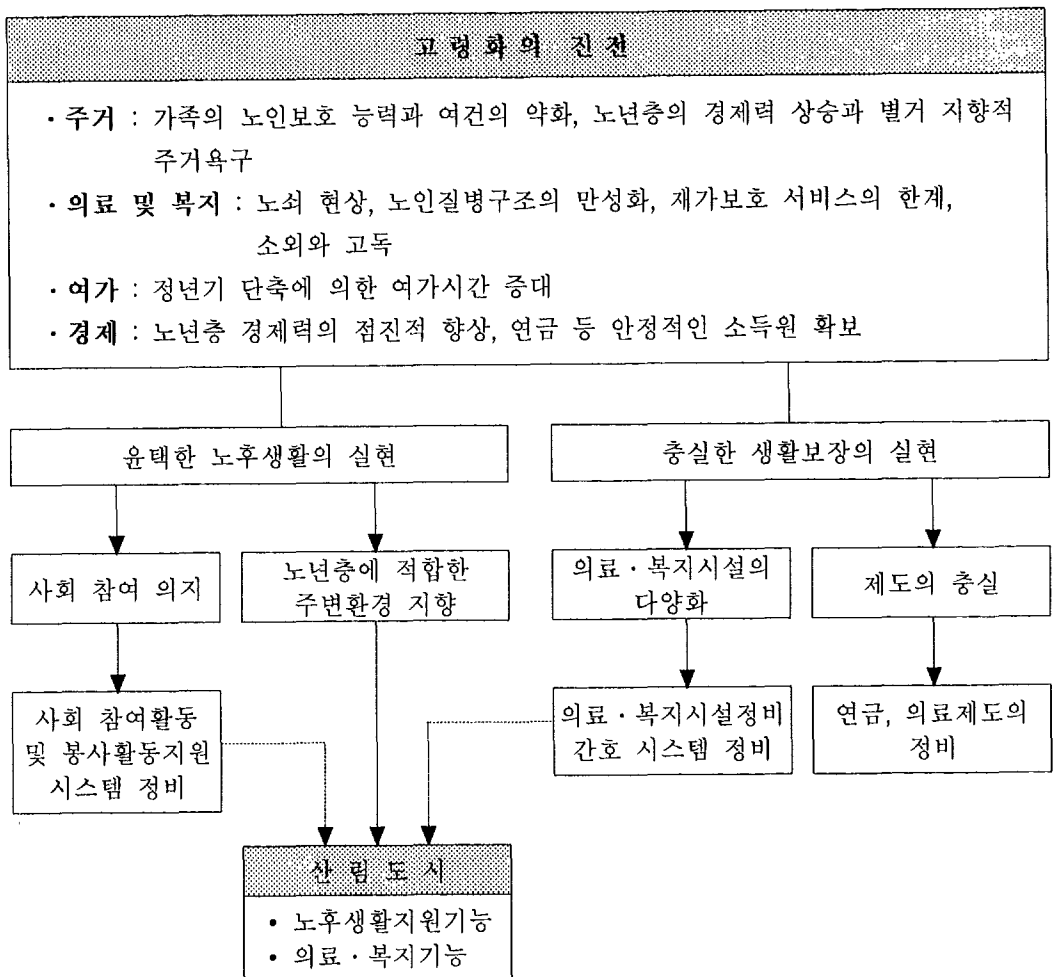 고령화의 진전
· 주거 : 가족의 노인보호 능력과 여건의 약화, 노년층의 경제력 상승과 별거 지향적
주거욕구
· 의료 및 복지 : 노쇠 현상, 노인질병구조의 만성화, 재가보호 서비스의 한계,
소외와 고독
· 여가 : 정년기 단축에 의한 여가시간 증대
· 경제 : 노년층 경제력의 점진적 향상, 연금 등 안정적인 소득원 확보
윤택한 노후생활의 실현
충실한 생활보장의 실현
사회 참여 의지
노년층에 적합한
주변환경 지향
의료 · 복지시설의
다양화
제도의 충실
사회 참여활동
및 봉사활동지원
시스템 정비
의료 · 복지시설정비
간호 시스템 정비
연금, 의료제도의
정비
산림도시
• 노후생활지원기능
• 의료 · 복지기능